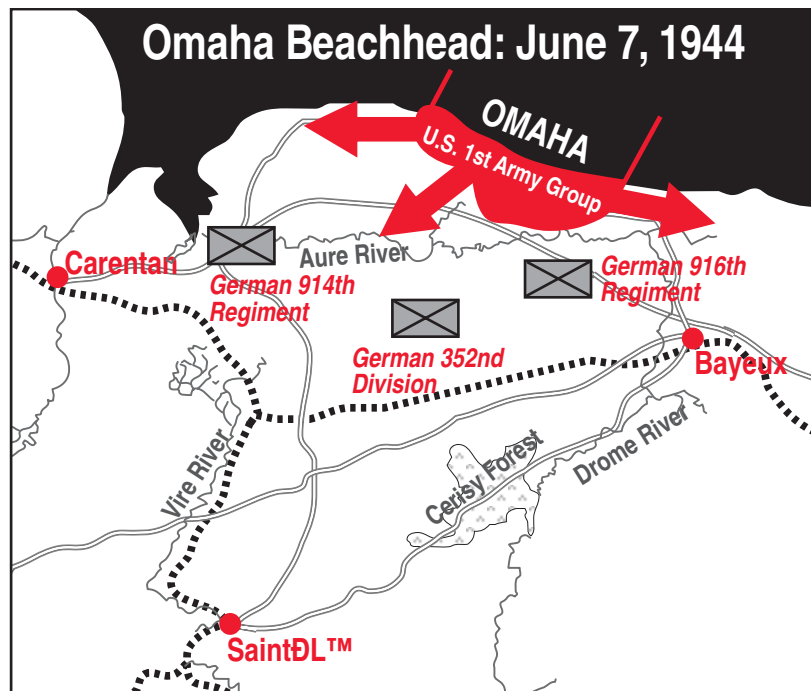 Omaha Beachhead: June 7, 1944
OMAHA
U.S. 1st Army Group
Carentan
Aure River
German 914th
Regiment
German 916th
Regiment
German 352nd
Division
Bayeux
Vire River
Cerisy Forest
Drome River
SaintÐL™